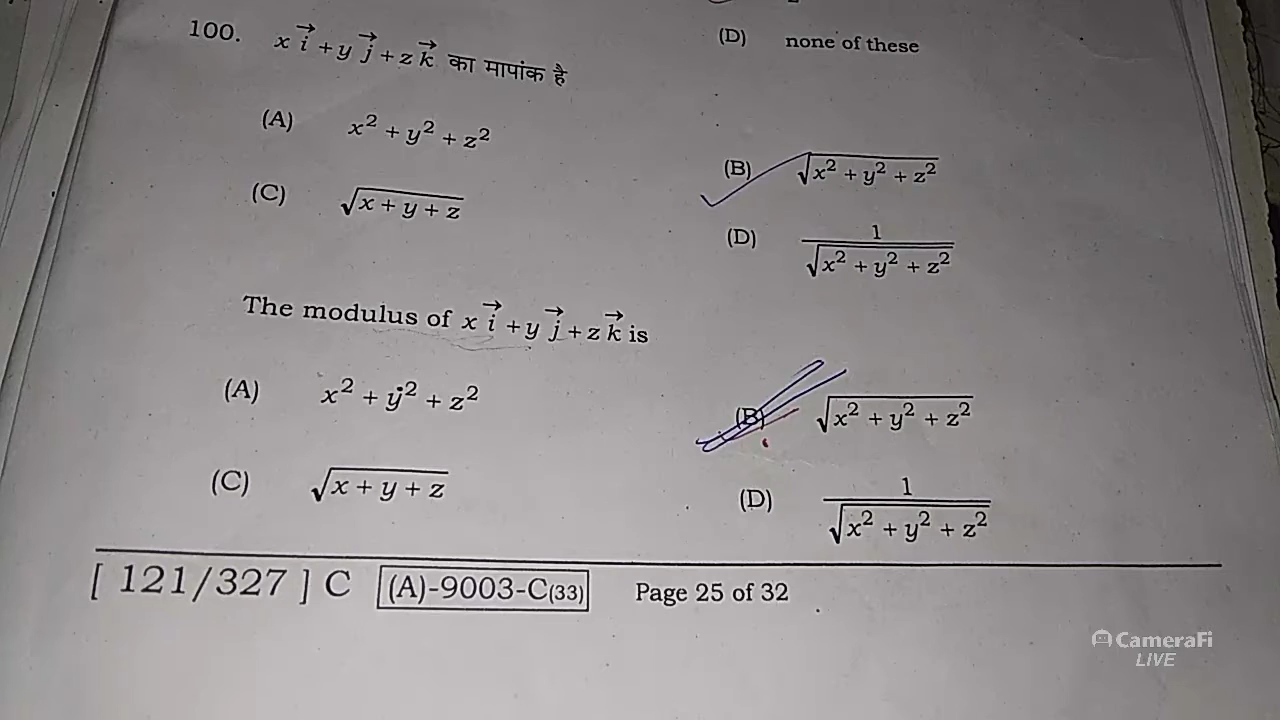 (D) none of these
100. x i⃗ + y j⃗ + z k⃗ का मापांक है
(A) x² + y² + z²
(B) √(x² + y² + z²)
(C) √(x + y + z)
(D) 1/√(x² + y² + z²)
The modulus of x i⃗ + y j⃗ + z k⃗ is
(A) x² + y² + z²
(B) √(x² + y² + z²)
(C) √(x + y + z)
(D) 1/√(x² + y² + z²)
[ 121/327 ] C (A)-9003-C(33) Page 25 of 32
CameraFi
LIVE